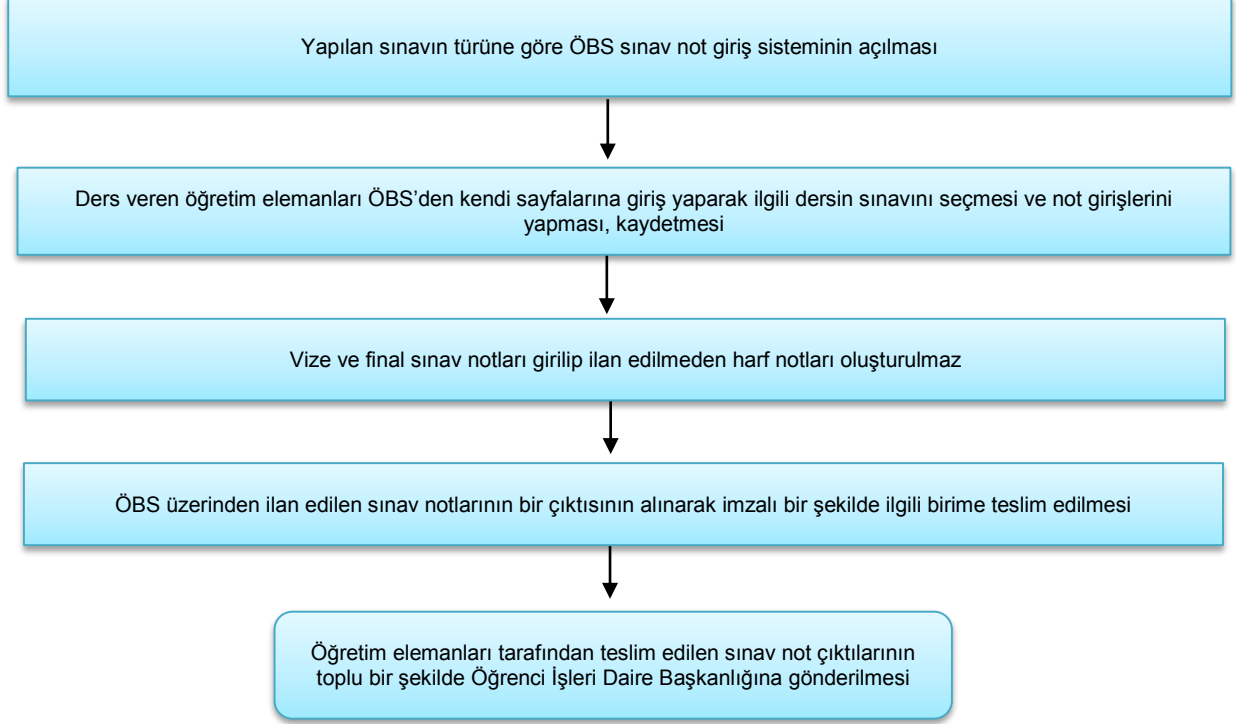 Yapılan sınavın türüne göre ÖBS sınav not giriş sisteminin açılması
Ders veren öğretim elemanları ÖBS’den kendi sayfalarına giriş yaparak ilgili dersin sınavını seçmesi ve not girişlerini
yapması, kaydetmesi
Vize ve final sınav notları girilip ilan edilmeden harf notları oluşturulmaz
ÖBS üzerinden ilan edilen sınav notlarının bir çıktısının alınarak imzalı bir şekilde ilgili birime teslim edilmesi
Öğretim elemanları tarafından teslim edilen sınav not çıktılarının
toplu bir şekilde Öğrenci İşleri Daire Başkanlığına gönderilmesi